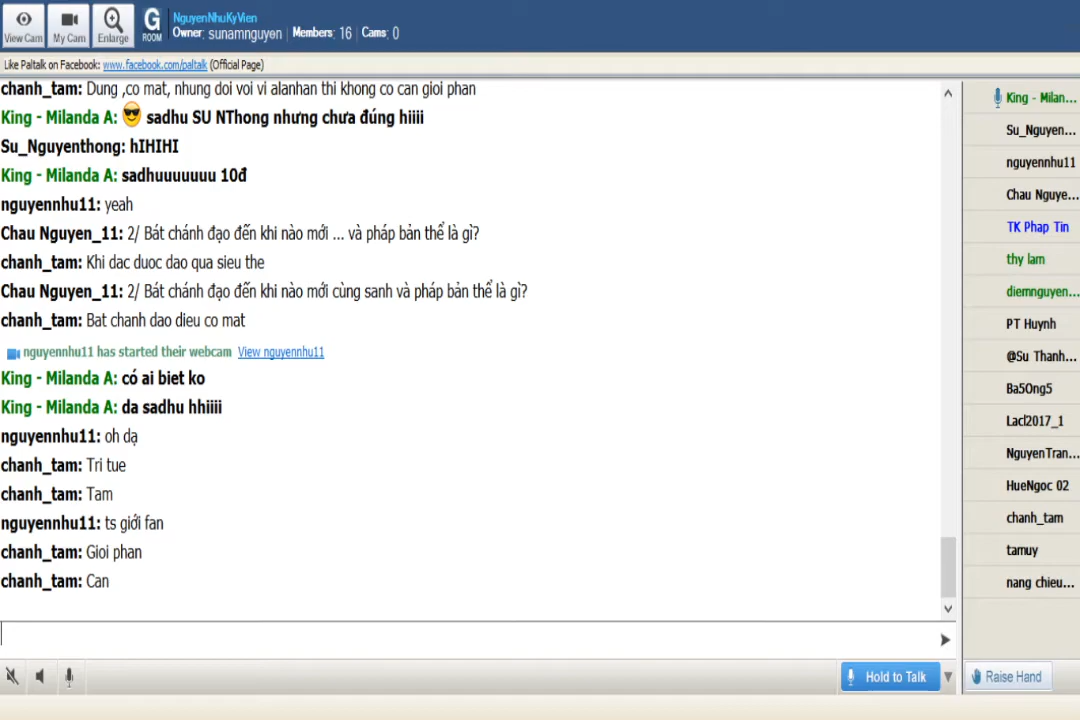 View Cam
My Cam
Enlarge
G
ROOM
NguyenNhuKyVien
Owner: sunamnguyen Members: 16 Cams: 0
Like Paltalk on Facebook: www.facebook.com/paltalk (Official Page)
chanh_tam: Dung ,co mat, nhung doi voi vi alanhan thi khong co can gioi phan
King - Milanda A: sadhu SU NThong nhưng chưa đúng hiiii
Su_Nguyenthong: hIHIHI
King - Milanda A: sadhuuuuuuu 10đ
nguyennhu11: yeah
Chau Nguyen_11: 2/ Bát chánh đạo đến khi nào mới ... và pháp bản thể là gì?
chanh_tam: Khi dac duoc dao qua sieu the
Chau Nguyen_11: 2/ Bát chánh đạo đến khi nào mới cùng sanh và pháp bản thể là gì?
chanh_tam: Bat chanh dao dieu co mat
nguyennhu11 has started their webcam View nguyennhu11
King - Milanda A: có ai biet ko
King - Milanda A: da sadhu hhiiii
nguyennhu11: oh dạ
chanh_tam: Tri tue
chanh_tam: Tam
nguyennhu11: ts giới fan
chanh_tam: Gioi phan
chanh_tam: Can
King - Milan...
Su_Nguyen...
nguyennhu11
Chau Nguye...
TK Phap Tin
thy lam
diemnguyen...
PT Huynh
@Su Thanh...
Ba5Ong5
Lacl2017_1
NguyenTran...
HueNgoc 02
chanh_tam
tamuy
nang chieu...
Hold to Talk
Raise Hand